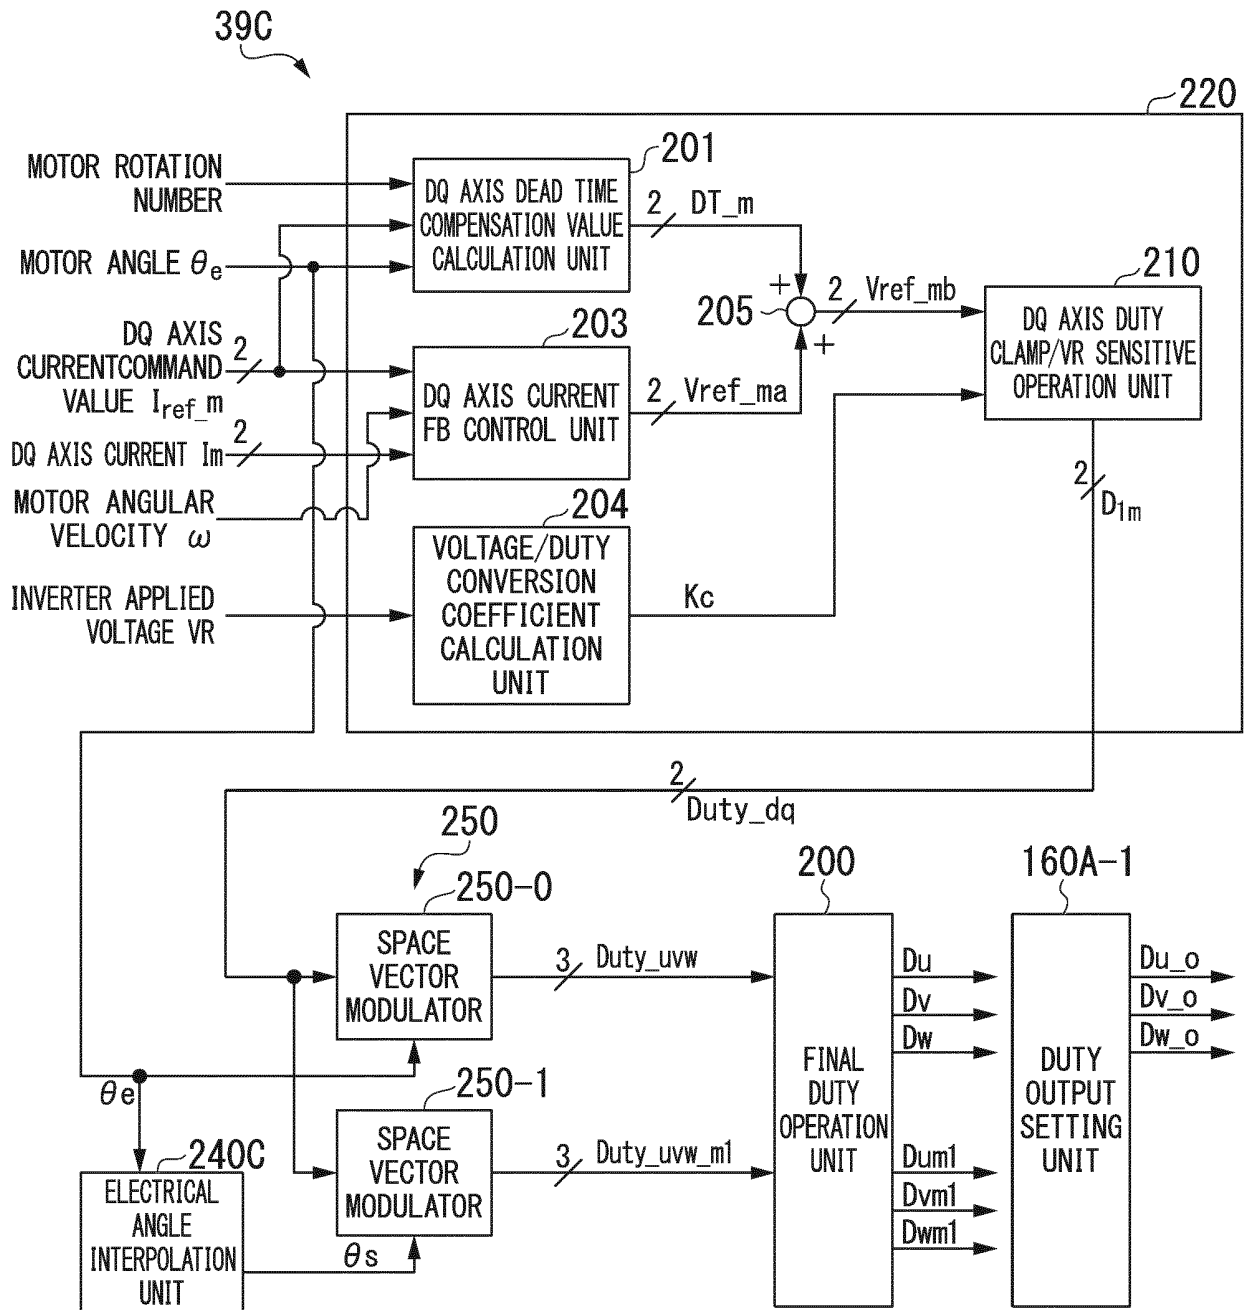 39C
220
MOTOR ROTATION
NUMBER
201
DQ AXIS DEAD TIME
COMPENSATION VALUE
CALCULATION UNIT
2
DT_m
MOTOR ANGLE θe
+
205
+
2
Vref_mb
210
DQ AXIS DUTY
CLAMP/VR SENSITIVE
OPERATION UNIT
DQ AXIS
CURRENTCOMMAND
VALUE Iref_m
2
203
DQ AXIS CURRENT
FB CONTROL UNIT
2
Vref_ma
DQ AXIS CURRENT Im
2
MOTOR ANGULAR
VELOCITY ω
2
D1m
204
VOLTAGE/DUTY
CONVERSION
COEFFICIENT
CALCULATION
UNIT
INVERTER APPLIED
VOLTAGE VR
Kc
2
Duty_dq
250
250-0
SPACE
VECTOR
MODULATOR
3
Duty_uvw
200
FINAL
DUTY
OPERATION
UNIT
160A-1
DUTY
OUTPUT
SETTING
UNIT
Du
Dv
Dw
Du_o
Dv_o
Dw_o
θe
250-1
SPACE
VECTOR
MODULATOR
3
Duty_uvw_m1
Dum1
Dvm1
Dwm1
240C
ELECTRICAL
ANGLE
INTERPOLATION
UNIT
θs